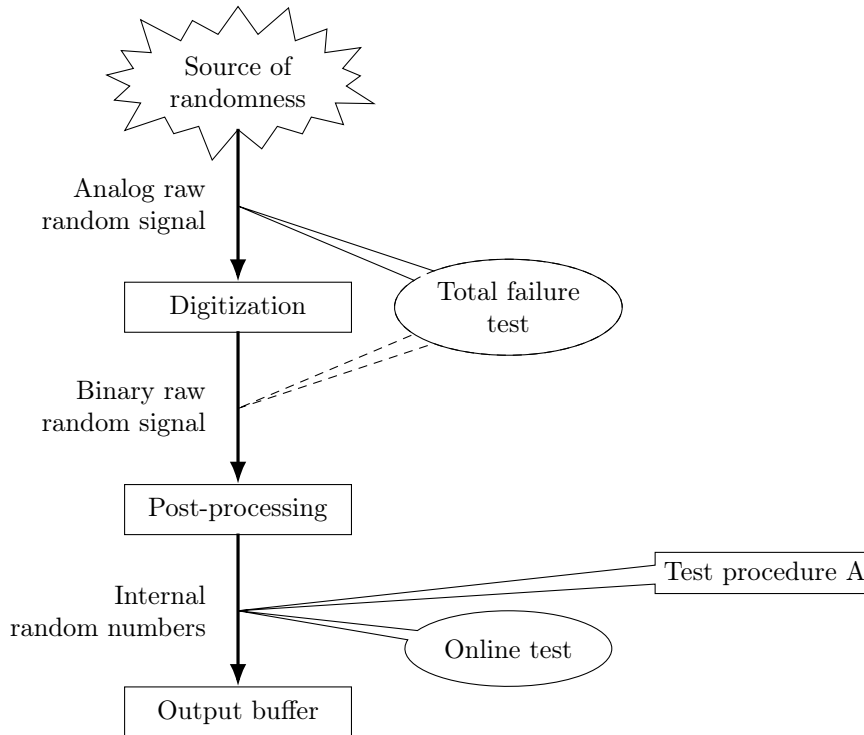 Source of
randomness
Analog raw
random signal
Digitization
Total failure
test
Binary raw
random signal
Post-processing
Internal
random numbers
Test procedure A
Online test
Output buffer